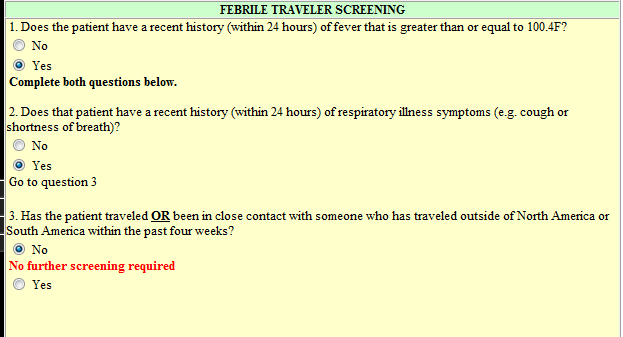 FEBRILE TRAVELER SCREENING
1. Does the patient have a recent history (within 24 hours) of fever that is greater than or equal to 100.4F?
No
Yes
Complete both questions below.
2. Does that patient have a recent history (within 24 hours) of respiratory illness symptoms (e.g. cough or
shortness of breath)?
No
Yes
Go to question 3
3. Has the patient traveled OR been in close contact with someone who has traveled outside of North America or
South America within the past four weeks?
No
No further screening required
Yes